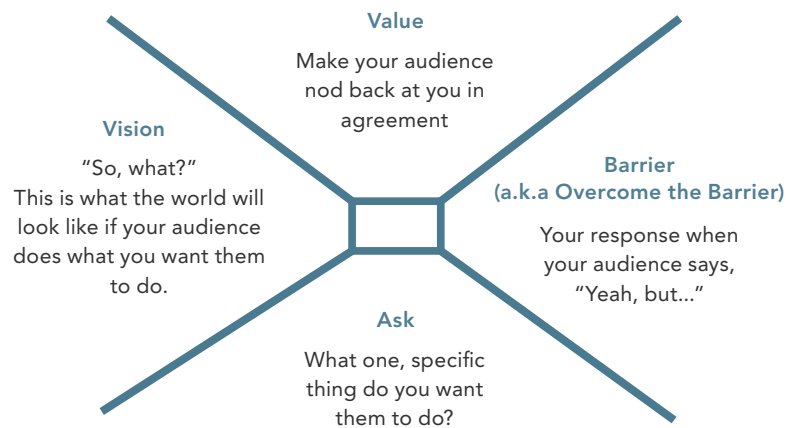 Value
Make your audience
nod back at you in
agreement
Vision
“So, what?”
This is what the world will
look like if your audience
does what you want them
to do.
Barrier
(a.k.a Overcome the Barrier)
Your response when
your audience says,
“Yeah, but...”
Ask
What one, specific
thing do you want
them to do?